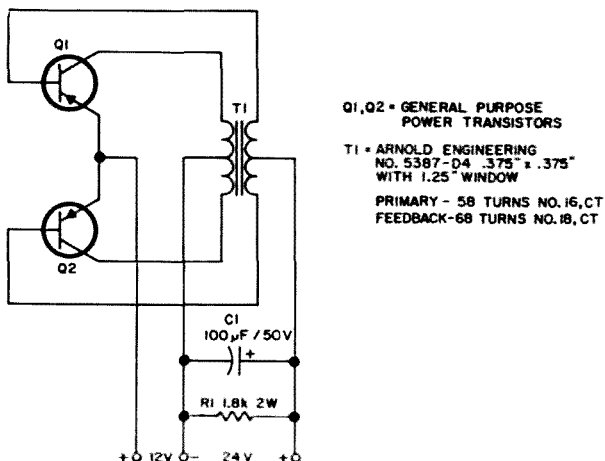 Q1
T1
Q1,Q2 = GENERAL PURPOSE
POWER TRANSISTORS
T1 = ARNOLD ENGINEERING
NO. 5387-D4 .375" x .375"
WITH 1.25" WINDOW
PRIMARY - 58 TURNS NO.16,CT
FEEDBACK-68 TURNS NO.18,CT
Q2
C1
100µF/50V
+
R1 1.8k 2W
+ 12V - 24V +